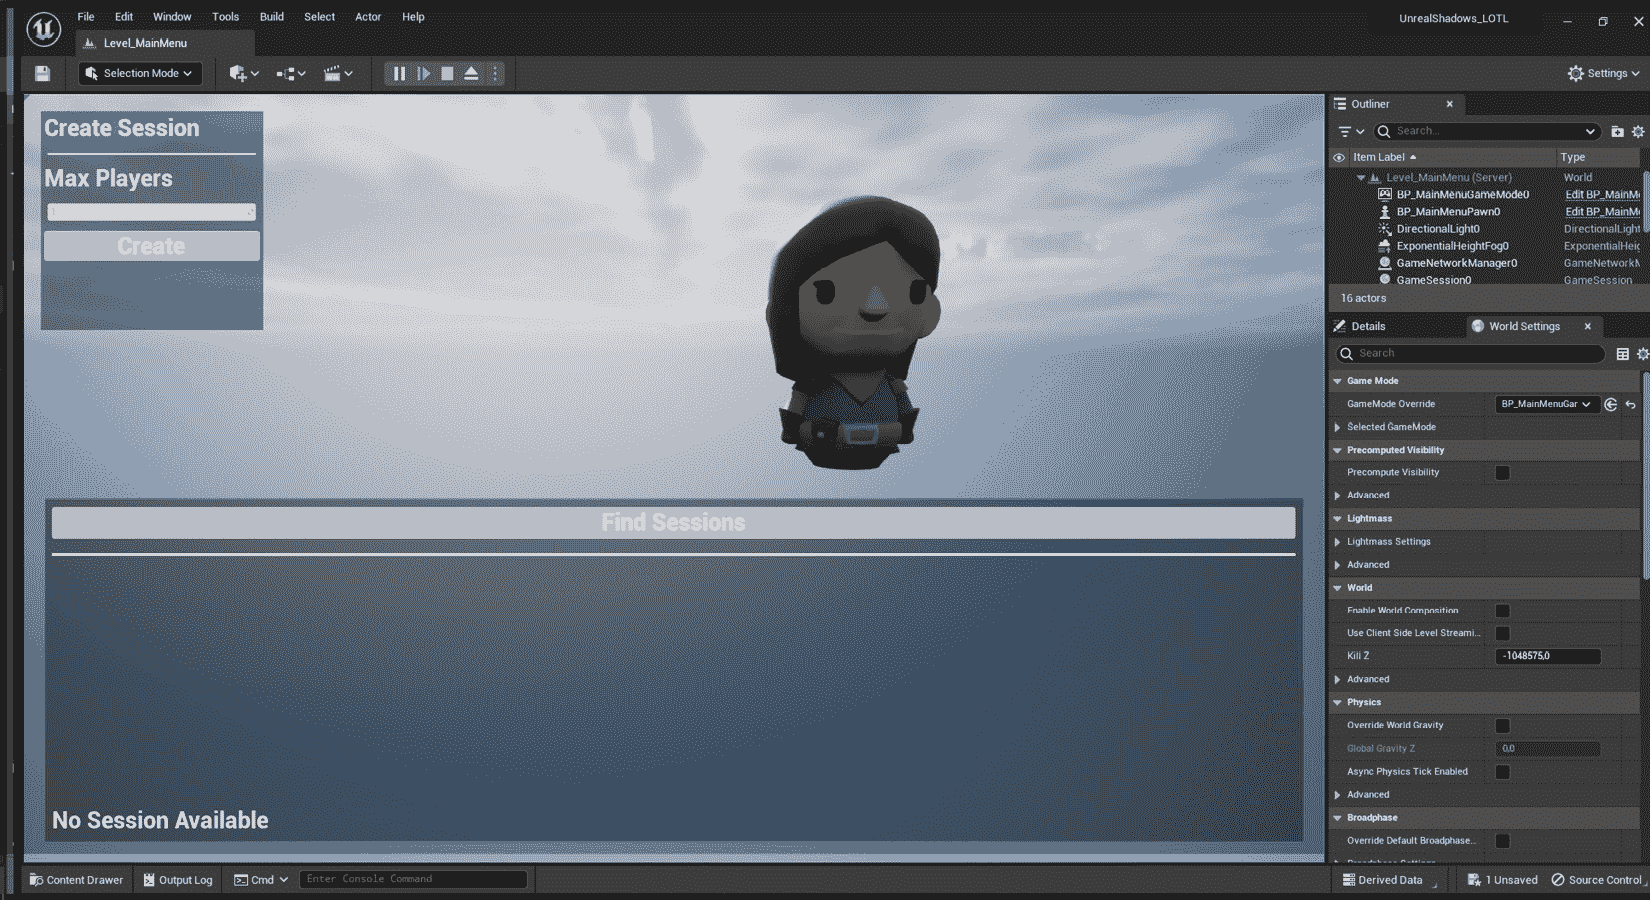 File Edit Window Tools Build Select Actor Help
UnrealShadows_LOTL
Level_MainMenu
Selection Mode
Settings
Create Session
Max Players
1
Create
Find Sessions
No Session Available
Outliner
Search...
Item Label Type
Level_MainMenu (Server) World
BP_MainMenuGameMode0 Edit BP_MainM
BP_MainMenuPawn0 Edit BP_MainM
DirectionalLight0 DirectionalLight
ExponentialHeightFog0 ExponentialHeig
GameNetworkManager0 GameNetworkM
GameSession0 GameSession
16 actors
Details World Settings
Search
Game Mode
GameMode Override BP_MainMenuGar
Selected GameMode
Precomputed Visibility
Precompute Visibility
Advanced
Lightmass
Lightmass Settings
Advanced
World
Enable World Composition
Use Client Side Level Streami...
Kill Z -1048575,0
Advanced
Physics
Override World Gravity
Global Gravity Z 0,0
Async Physics Tick Enabled
Advanced
Broadphase
Override Default Broadphase...
Broadphase Settings
Content Drawer Output Log Cmd Enter Console Command Derived Data 1 Unsaved Source Control